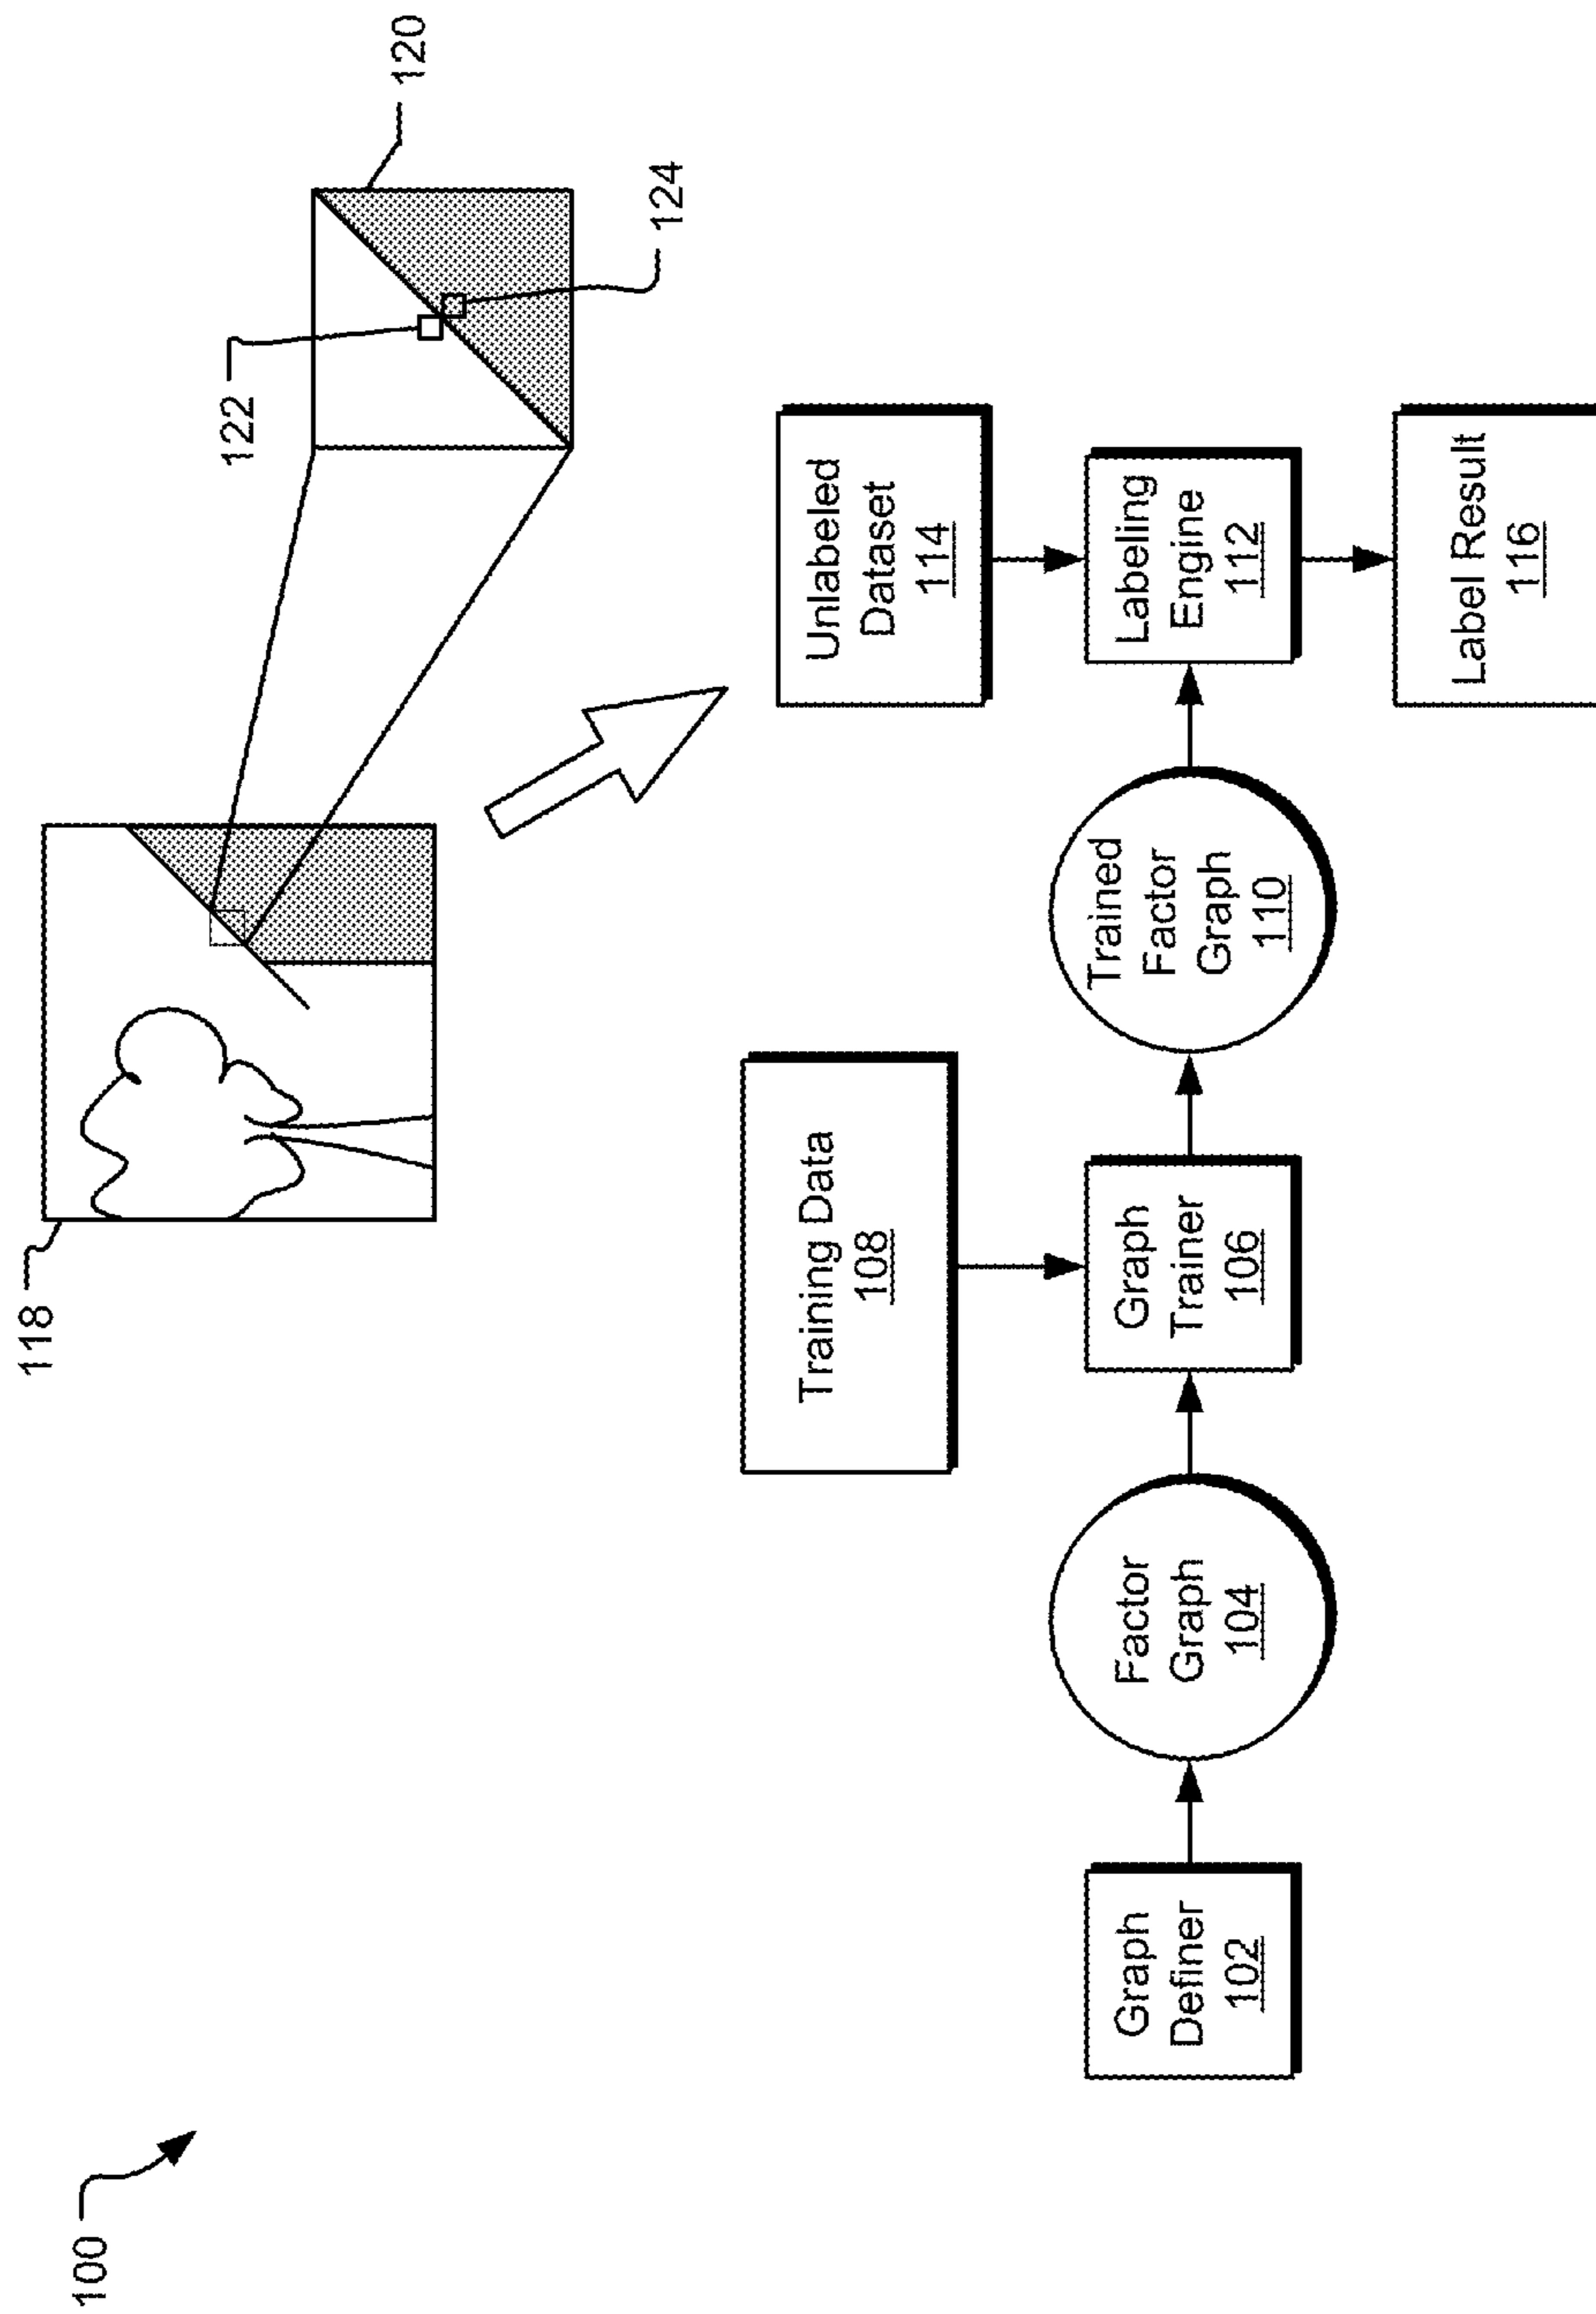 100
118
120
122
124
Training Data
108
Unlabeled
Dataset
114
Graph
Definer
102
Factor
Graph
104
Graph
Trainer
106
Trained
Factor
Graph
110
Labeling
Engine
112
Label Result
116